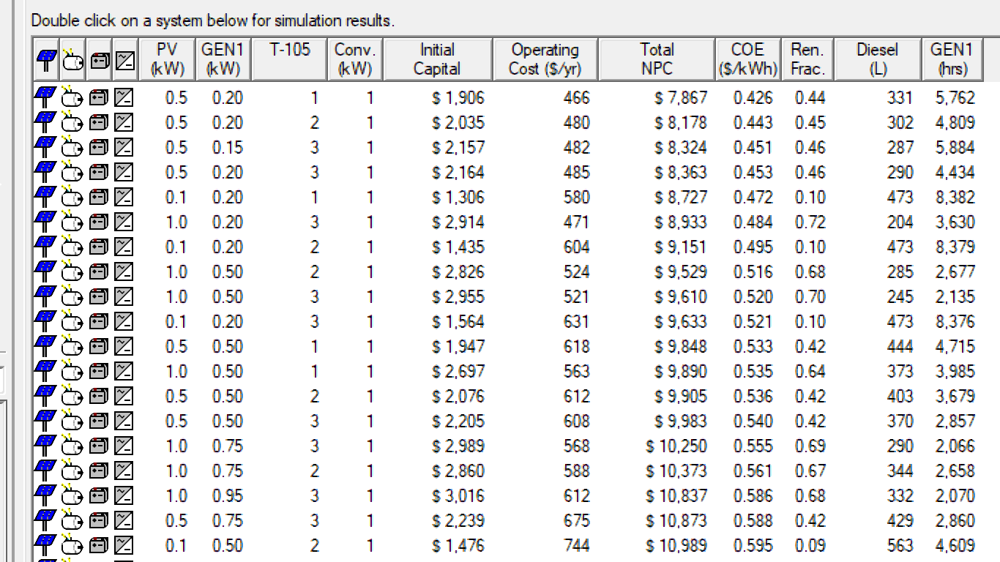 Double click on a system below for simulation results.
PV (kW) GEN1 (kW) T-105 Conv. (kW) Initial Capital Operating Cost ($/yr) Total NPC COE ($/kWh) Ren. Frac. Diesel (L) GEN1 (hrs)
0.5 0.20 1 1 $ 1,906 466 $ 7,867 0.426 0.44 331 5,762
0.5 0.20 2 1 $ 2,035 480 $ 8,178 0.443 0.45 302 4,809
0.5 0.15 3 1 $ 2,157 482 $ 8,324 0.451 0.46 287 5,884
0.5 0.20 3 1 $ 2,164 485 $ 8,363 0.453 0.46 290 4,434
0.1 0.20 1 1 $ 1,306 580 $ 8,727 0.472 0.10 473 8,382
1.0 0.20 3 1 $ 2,914 471 $ 8,933 0.484 0.72 204 3,630
0.1 0.20 2 1 $ 1,435 604 $ 9,151 0.495 0.10 473 8,379
1.0 0.50 2 1 $ 2,826 524 $ 9,529 0.516 0.68 285 2,677
1.0 0.50 3 1 $ 2,955 521 $ 9,610 0.520 0.70 245 2,135
0.1 0.20 3 1 $ 1,564 631 $ 9,633 0.521 0.10 473 8,376
0.5 0.50 1 1 $ 1,947 618 $ 9,848 0.533 0.42 444 4,715
1.0 0.50 1 1 $ 2,697 563 $ 9,890 0.535 0.64 373 3,985
0.5 0.50 2 1 $ 2,076 612 $ 9,905 0.536 0.42 403 3,679
0.5 0.50 3 1 $ 2,205 608 $ 9,983 0.540 0.42 370 2,857
1.0 0.75 3 1 $ 2,989 568 $ 10,250 0.555 0.69 290 2,066
1.0 0.75 2 1 $ 2,860 588 $ 10,373 0.561 0.67 344 2,658
1.0 0.95 3 1 $ 3,016 612 $ 10,837 0.586 0.68 332 2,070
0.5 0.75 3 1 $ 2,239 675 $ 10,873 0.588 0.42 429 2,860
0.1 0.50 2 1 $ 1,476 744 $ 10,989 0.595 0.09 563 4,609